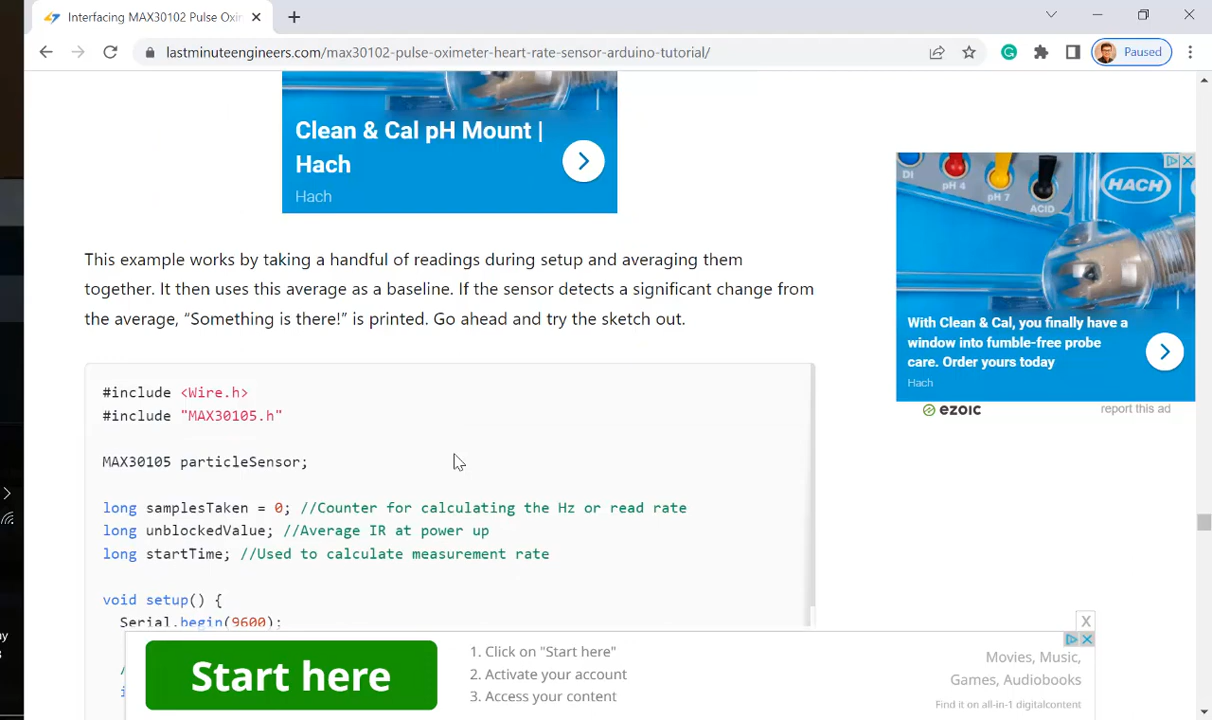 Interfacing MAX30102 Pulse Oxi
lastminuteengineers.com/max30102-pulse-oximeter-heart-rate-sensor-arduino-tutorial/
Paused
Clean & Cal pH Mount |
Hach
Hach
DI
pH 4
pH 7
ACID
HACH
With Clean & Cal, you finally have a
window into fumble-free probe
care. Order yours today
Hach
ezoic
report this ad
This example works by taking a handful of readings during setup and averaging them
together. It then uses this average as a baseline. If the sensor detects a significant change from
the average, “Something is there!” is printed. Go ahead and try the sketch out.
#include <Wire.h>
#include "MAX30105.h"
MAX30105 particleSensor;
long samplesTaken = 0; //Counter for calculating the Hz or read rate
long unblockedValue; //Average IR at power up
long startTime; //Used to calculate measurement rate
void setup() {
Serial.begin(9600);
Start here
1. Click on "Start here"
2. Activate your account
3. Access your content
Movies, Music,
Games, Audiobooks
Find it on all-in-1 digitalcontent